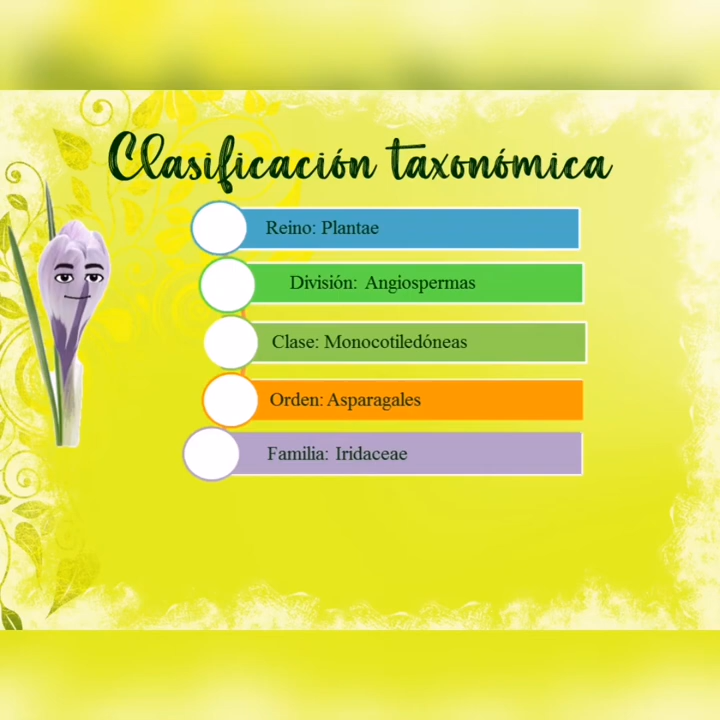 Clasificación taxonómica
Reino: Plantae
División: Angiospermas
Clase: Monocotiledóneas
Orden: Asparagales
Familia: Iridaceae